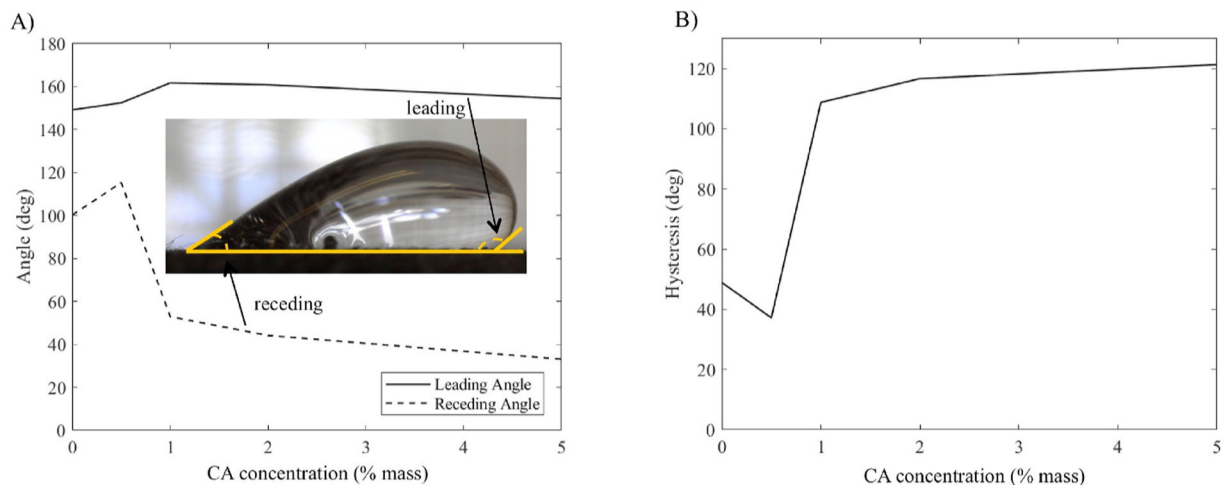 A)
180
160
140
120
100
80
60
40
20
0
Angle (deg)
leading
receding
Leading Angle
Receding Angle
0 1 2 3 4 5
CA concentration (% mass)
B)
120
100
80
60
40
20
0
Hysteresis (deg)
0 1 2 3 4 5
CA concentration (% mass)